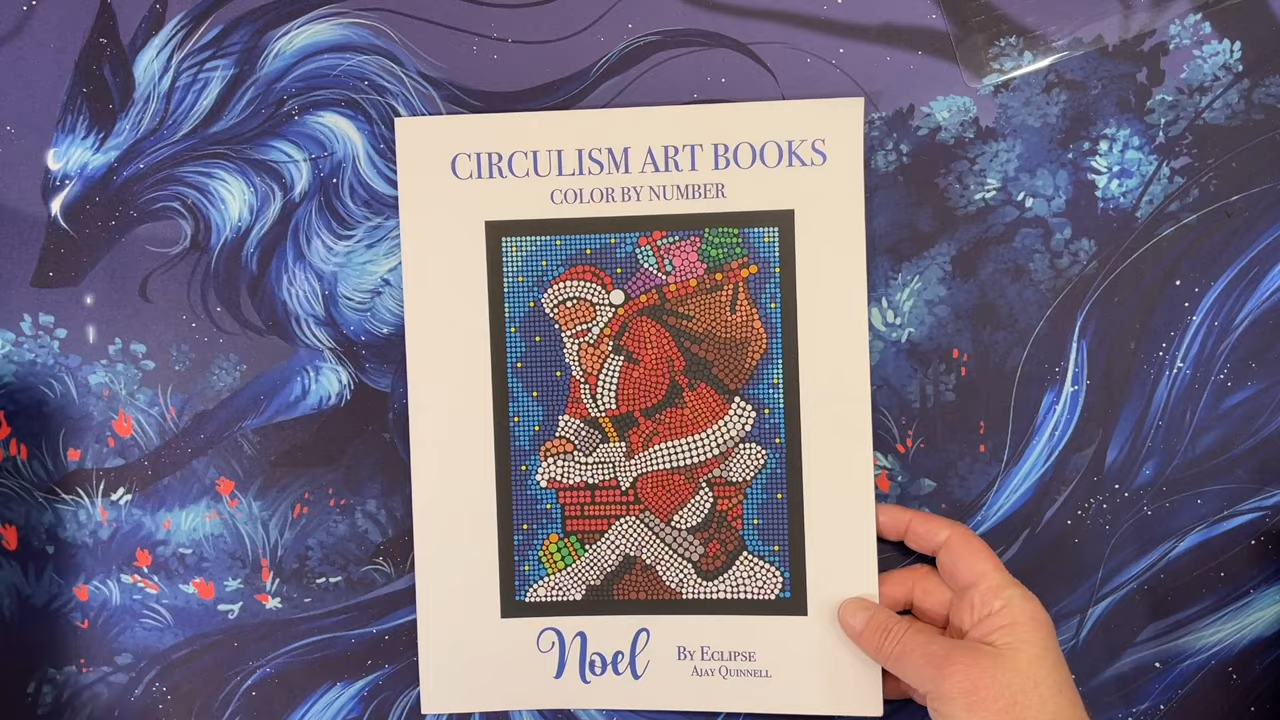 CIRCULISM ART BOOKS
COLOR BY NUMBER
Noel
BY ECLIPSE
AJAY QUINNELL